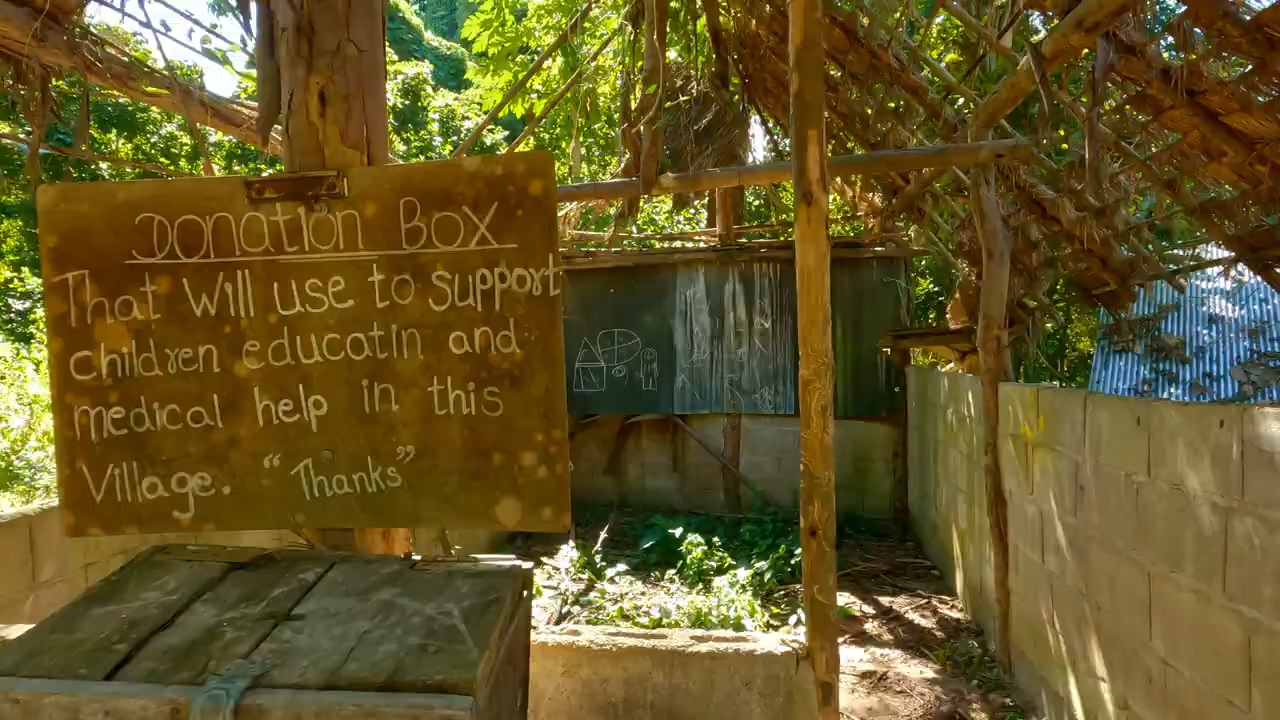 Donation Box
That will use to support
children educatin and
medical help in this
Village. “Thanks”